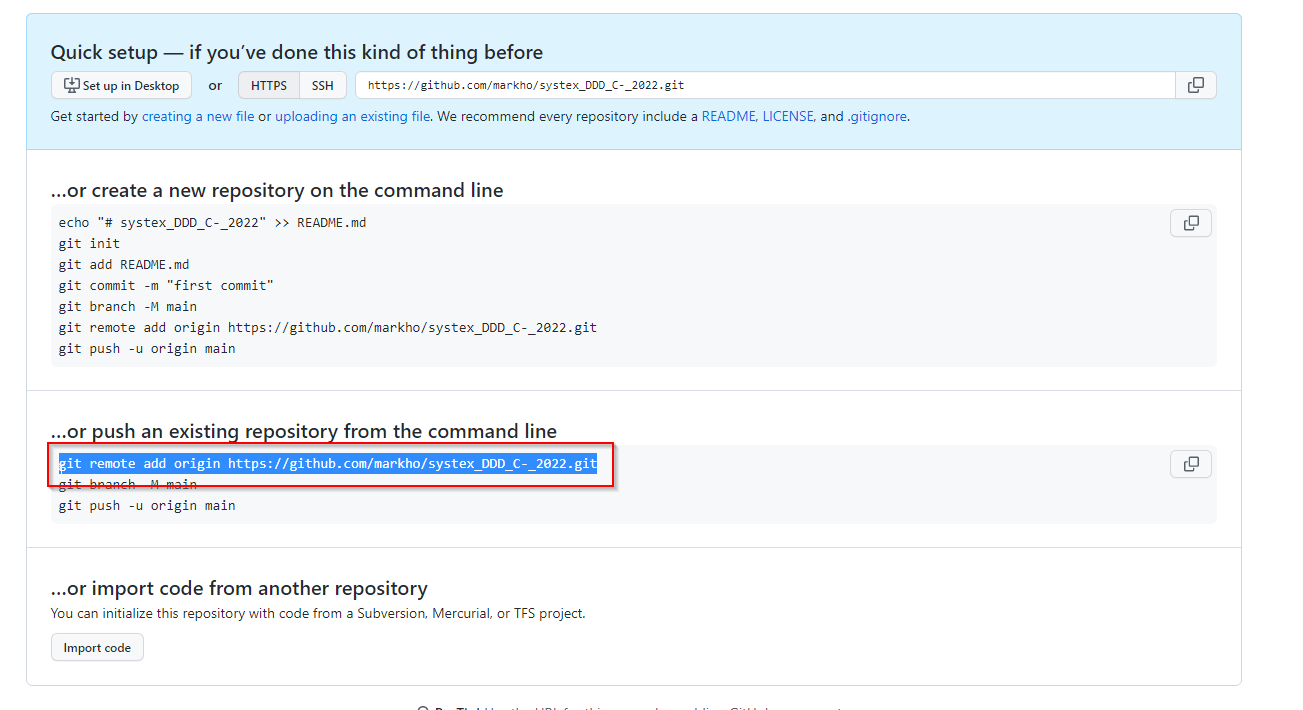 Quick setup — if you’ve done this kind of thing before
Set up in Desktop or HTTPS SSH https://github.com/markho/systex_DDD_C-_2022.git
Get started by creating a new file or uploading an existing file. We recommend every repository include a README, LICENSE, and .gitignore.
…or create a new repository on the command line
echo "# systex_DDD_C-_2022" >> README.md
git init
git add README.md
git commit -m "first commit"
git branch -M main
git remote add origin https://github.com/markho/systex_DDD_C-_2022.git
git push -u origin main
…or push an existing repository from the command line
git remote add origin https://github.com/markho/systex_DDD_C-_2022.git
git branch -M main
git push -u origin main
…or import code from another repository
You can initialize this repository with code from a Subversion, Mercurial, or TFS project.
Import code